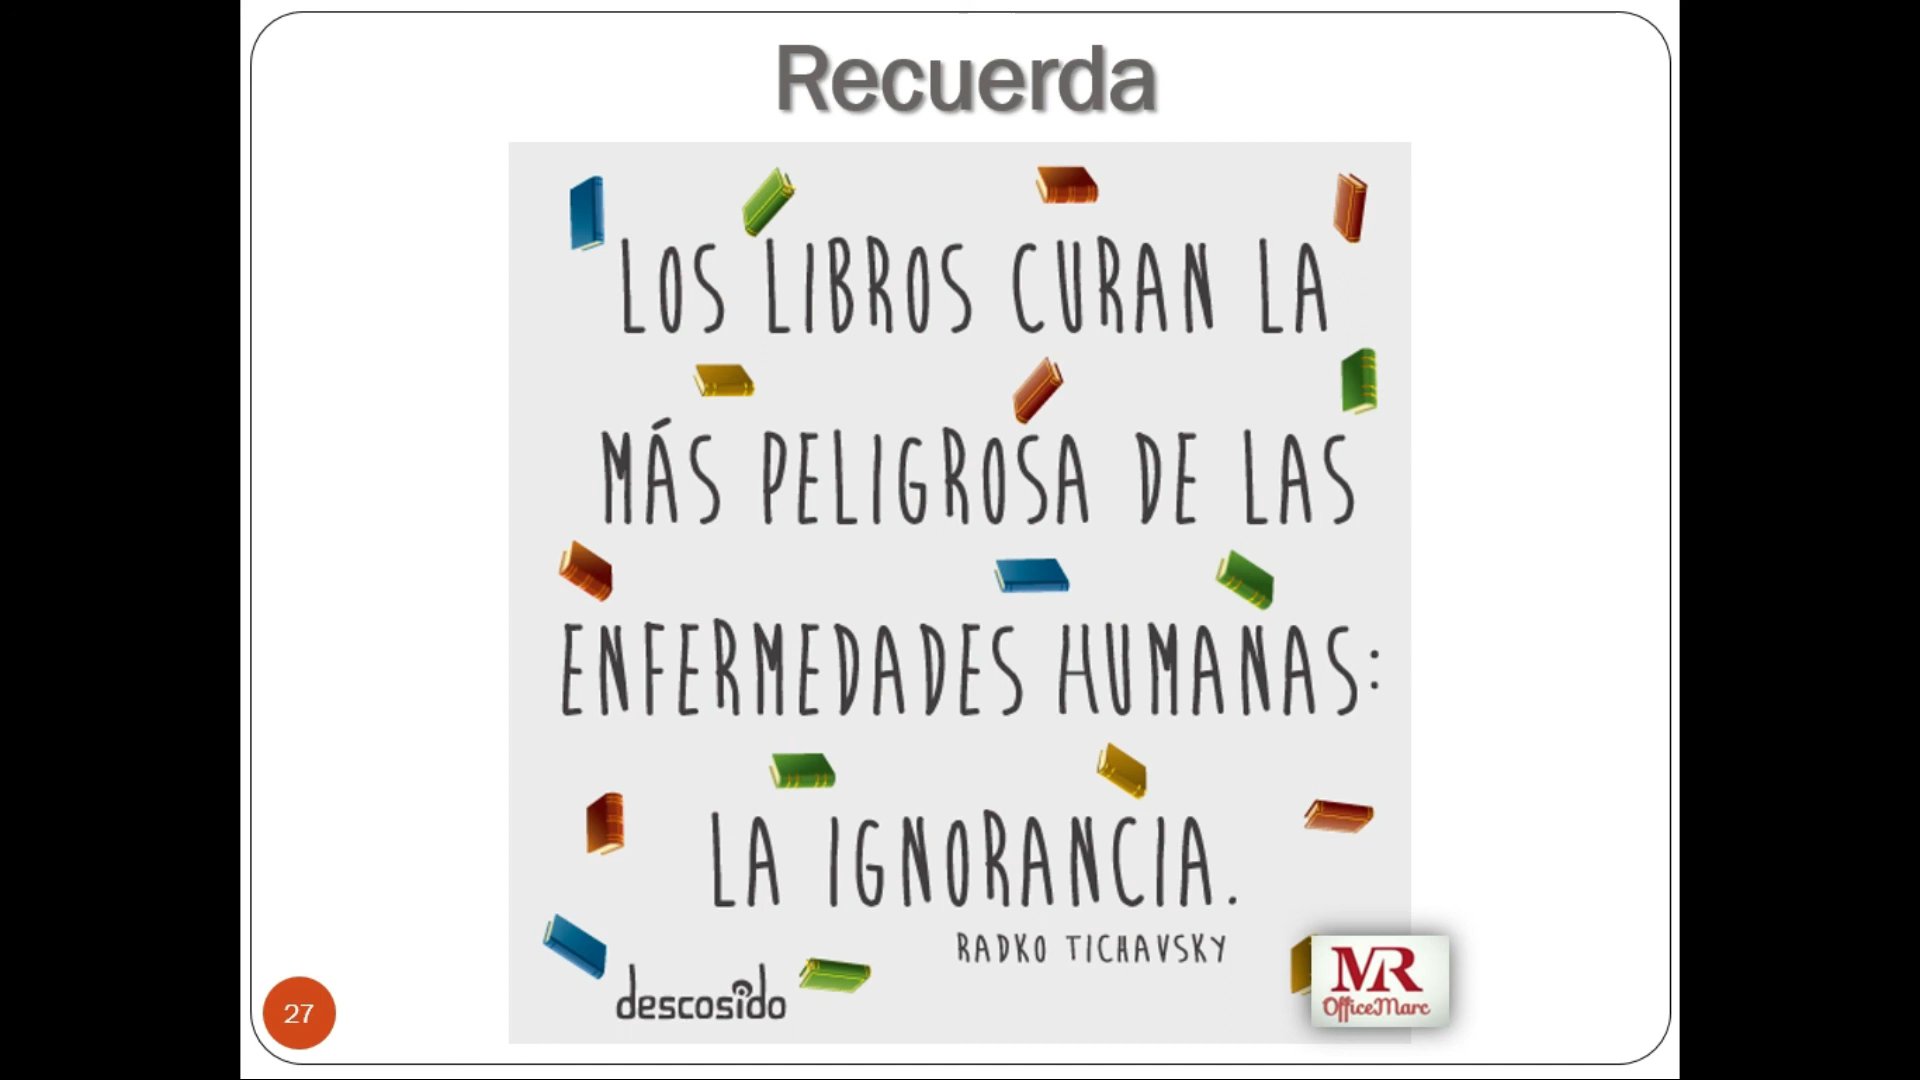 Recuerda
LOS LIBROS CURAN LA
MÁS PELIGROSA DE LAS
ENFERMEDADES HUMANAS:
LA IGNORANCIA.
RADKO TICHAVSKY
descosido
MR
OfficeMarc
27